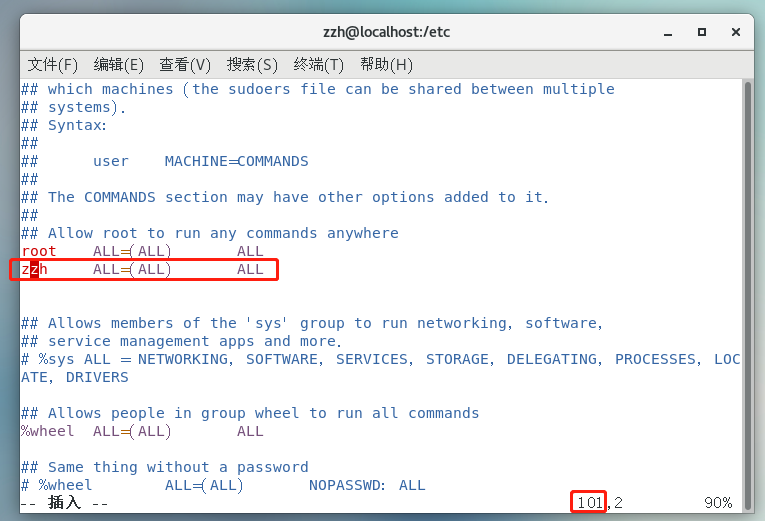 zzh@localhost:/etc
文件(F) 编辑(E) 查看(V) 搜索(S) 终端(T) 帮助(H)
## which machines (the sudoers file can be shared between multiple
## systems).
## Syntax:
##
##      user    MACHINE=COMMANDS
##
## The COMMANDS section may have other options added to it.
##
## Allow root to run any commands anywhere
root    ALL=(ALL)       ALL
zzh     ALL=(ALL)       ALL
## Allows members of the 'sys' group to run networking, software,
## service management apps and more.
# %sys ALL = NETWORKING, SOFTWARE, SERVICES, STORAGE, DELEGATING, PROCESSES, LOC
ATE, DRIVERS
## Allows people in group wheel to run all commands
%wheel  ALL=(ALL)       ALL
## Same thing without a password
# %wheel        ALL=(ALL)       NOPASSWD: ALL
-- 插入 -- 101,2 90%